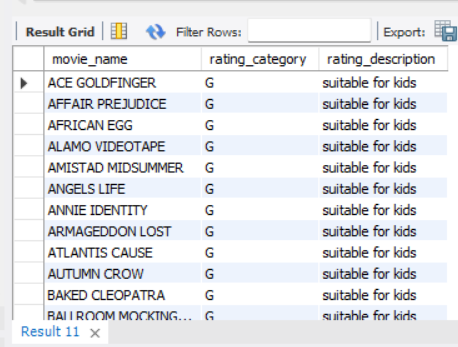 Result Grid Filter Rows: Export:
movie_name rating_category rating_description
ACE GOLDFINGER G suitable for kids
AFFAIR PREJUDICE G suitable for kids
AFRICAN EGG G suitable for kids
ALAMO VIDEOTAPE G suitable for kids
AMISTAD MIDSUMMER G suitable for kids
ANGELS LIFE G suitable for kids
ANNIE IDENTITY G suitable for kids
ARMAGEDDON LOST G suitable for kids
ATLANTIS CAUSE G suitable for kids
AUTUMN CROW G suitable for kids
BAKED CLEOPATRA G suitable for kids
BALLROOM MOCKING... G suitable for kids
Result 11